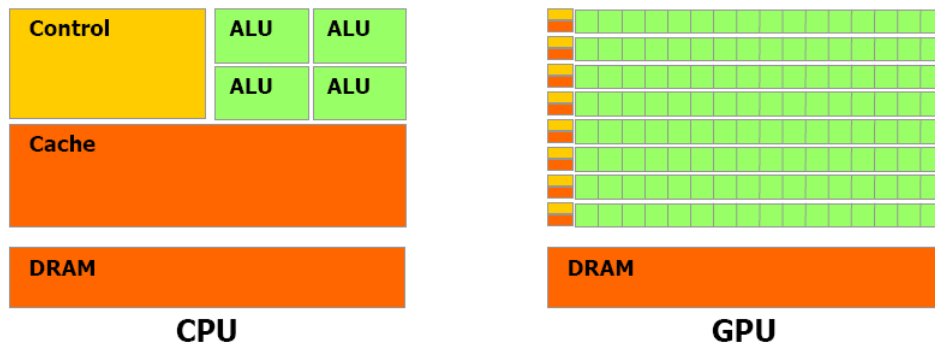 Control
ALU ALU
ALU ALU
Cache
DRAM
CPU
DRAM
GPU